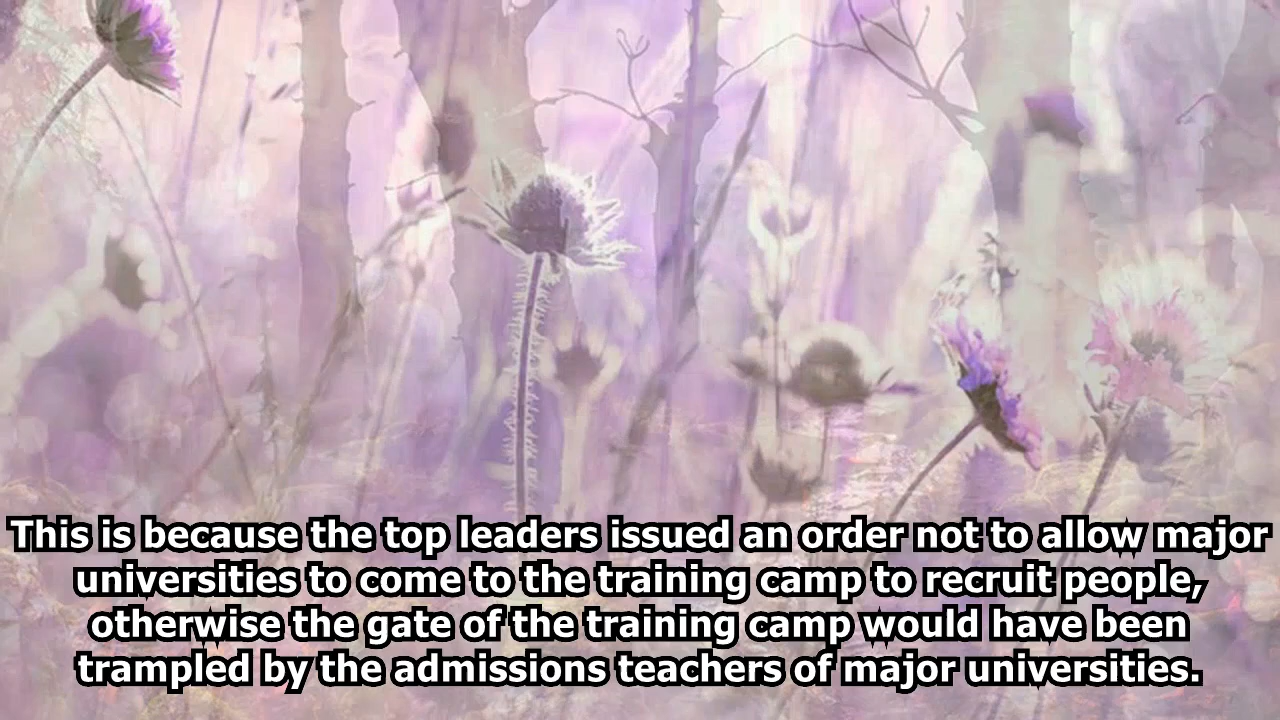 This is because the top leaders issued an order not to allow major
universities to come to the training camp to recruit people,
otherwise the gate of the training camp would have been
trampled by the admissions teachers of major universities.